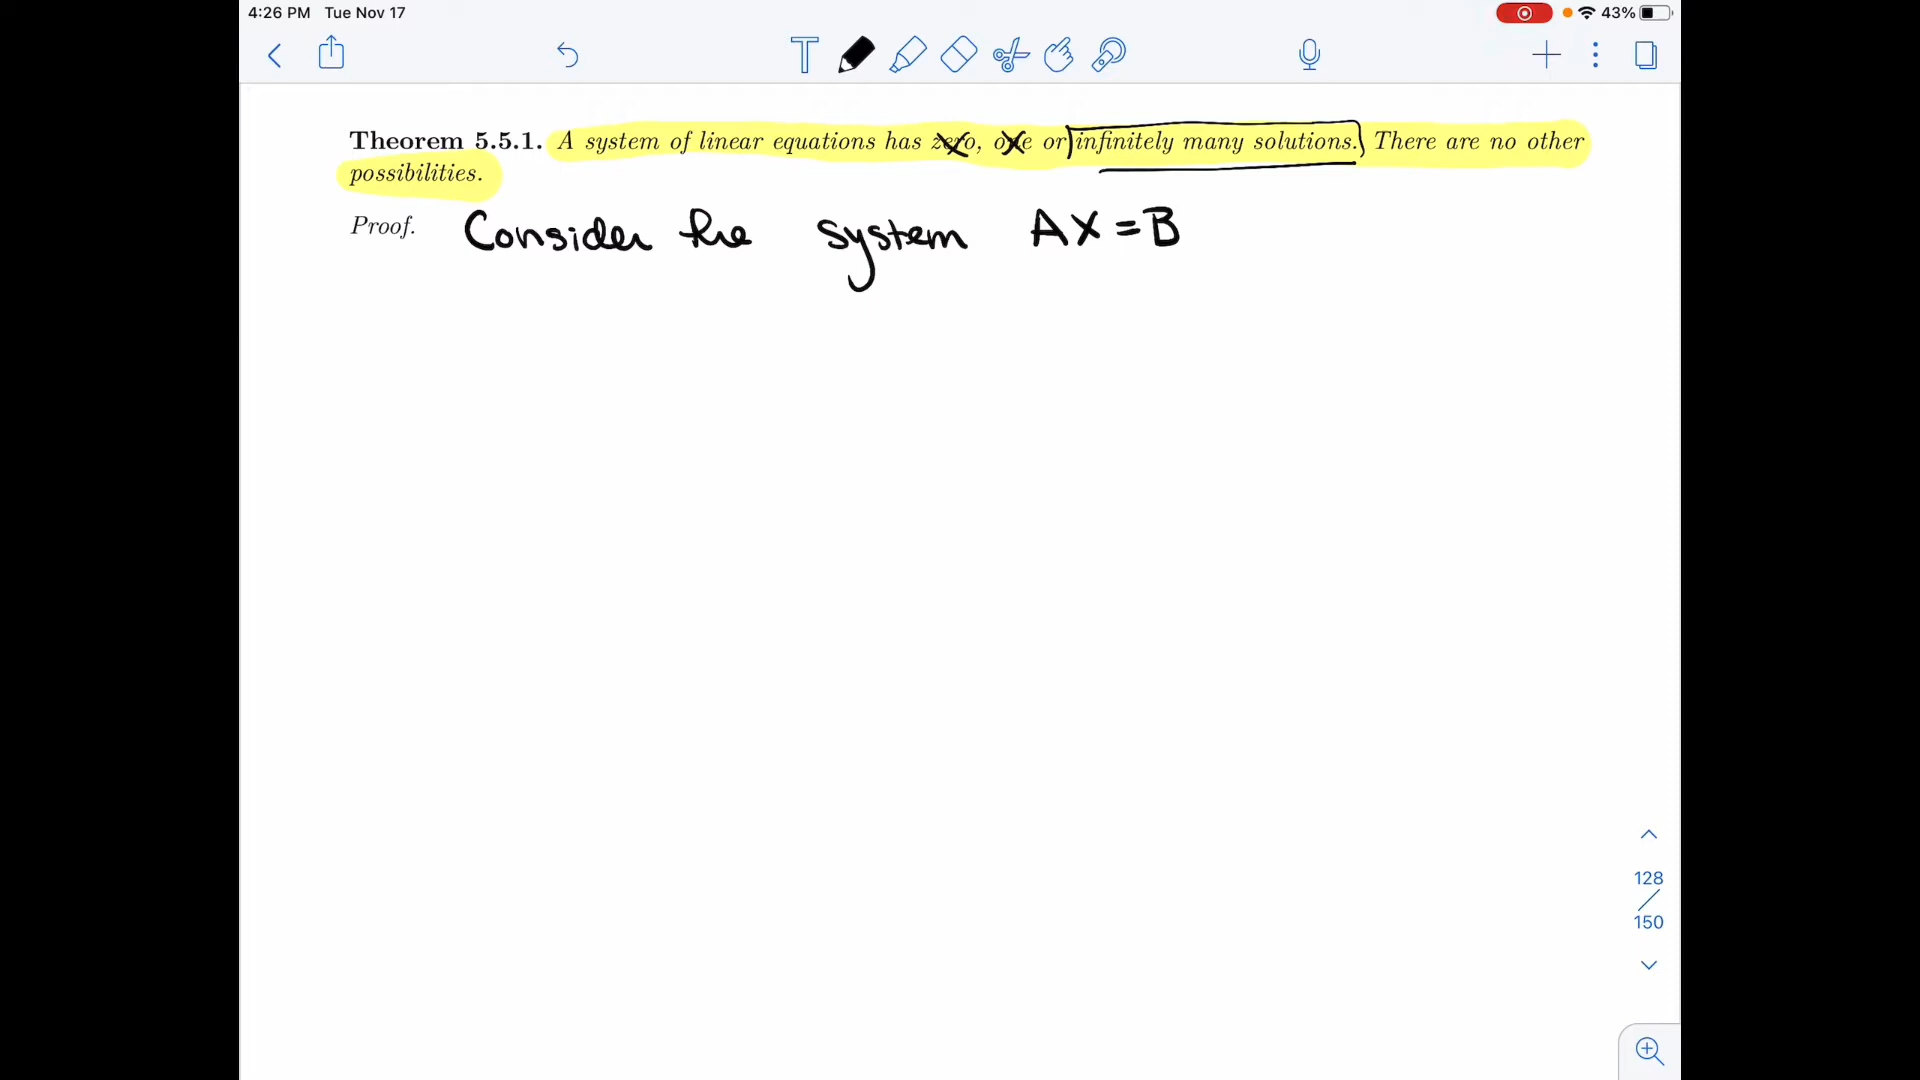 4:26 PM Tue Nov 17
43%
T
Theorem 5.5.1. A system of linear equations has zero, one or infinitely many solutions. There are no other
possibilities.
Proof. Consider the system AX=B
128
150